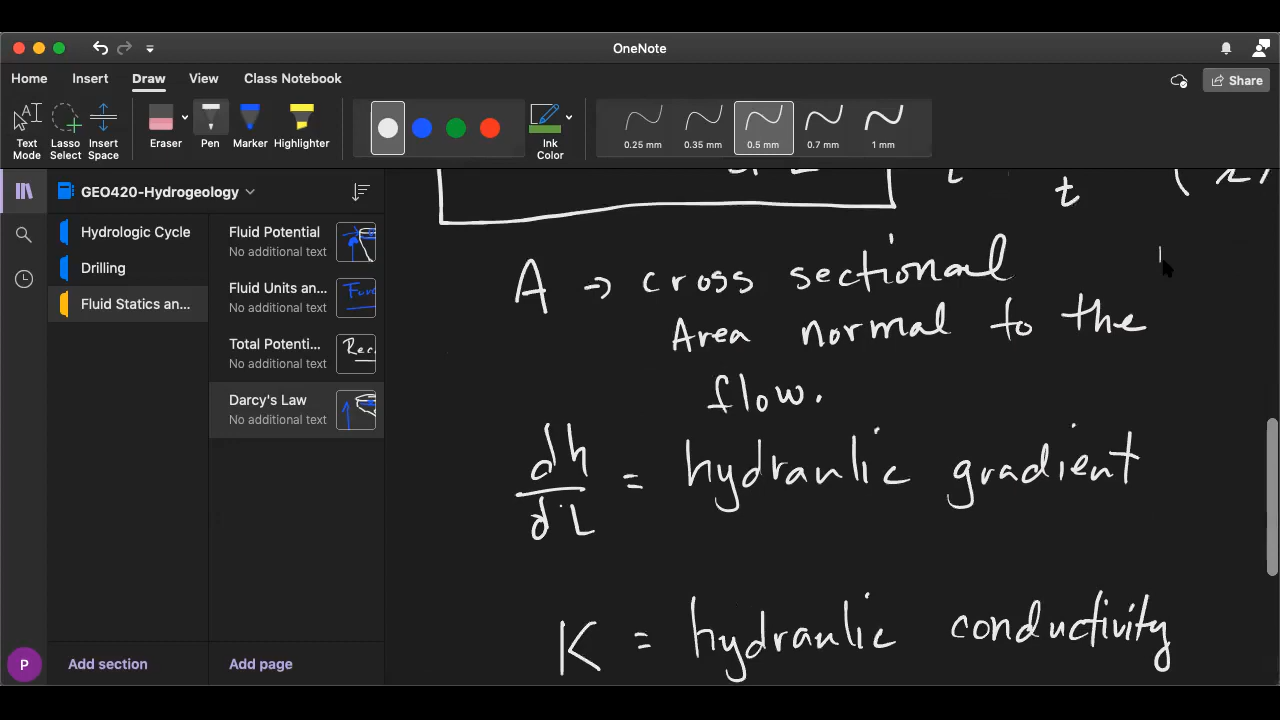 OneNote
Home Insert Draw View Class Notebook
Share
Text Mode
Lasso Select
Insert Space
Eraser
Pen
Marker
Highlighter
Ink Color
0.25 mm
0.35 mm
0.5 mm
0.7 mm
1 mm
GEO420-Hydrogeology
Hydrologic Cycle
Drilling
Fluid Statics an...
Fluid Potential
No additional text
Fluid Units an...
No additional text
Total Potenti...
No additional text
Darcy's Law
No additional text
P
Add section
Add page
t
A → cross sectional
Area normal to the
flow.
dh/dL = hydraulic gradient
K = hydraulic conductivity